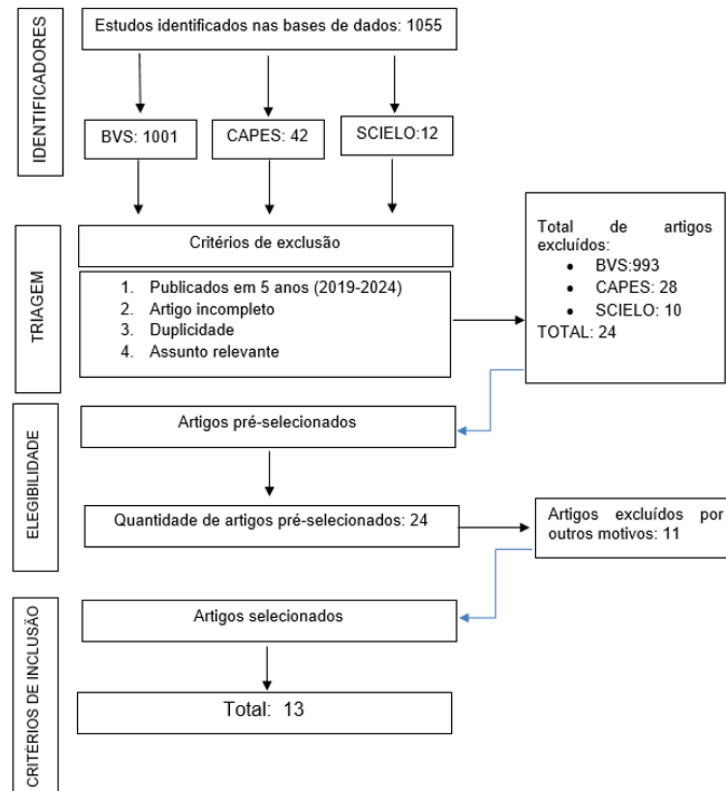 IDENTIFICADORES
Estudos identificados nas bases de dados: 1055
BVS: 1001
CAPES: 42
SCIELO:12
TRIAGEM
Critérios de exclusão
1. Publicados em 5 anos (2019-2024)
2. Artigo incompleto
3. Duplicidade
4. Assunto relevante
Total de artigos
excluídos:
• BVS:993
• CAPES: 28
• SCIELO: 10
TOTAL: 24
ELEGIBILIDADE
Artigos pré-selecionados
Quantidade de artigos pré-selecionados: 24
Artigos excluídos por
outros motivos: 11
CRITÉRIOS DE INCLUSÃO
Artigos selecionados
Total: 13